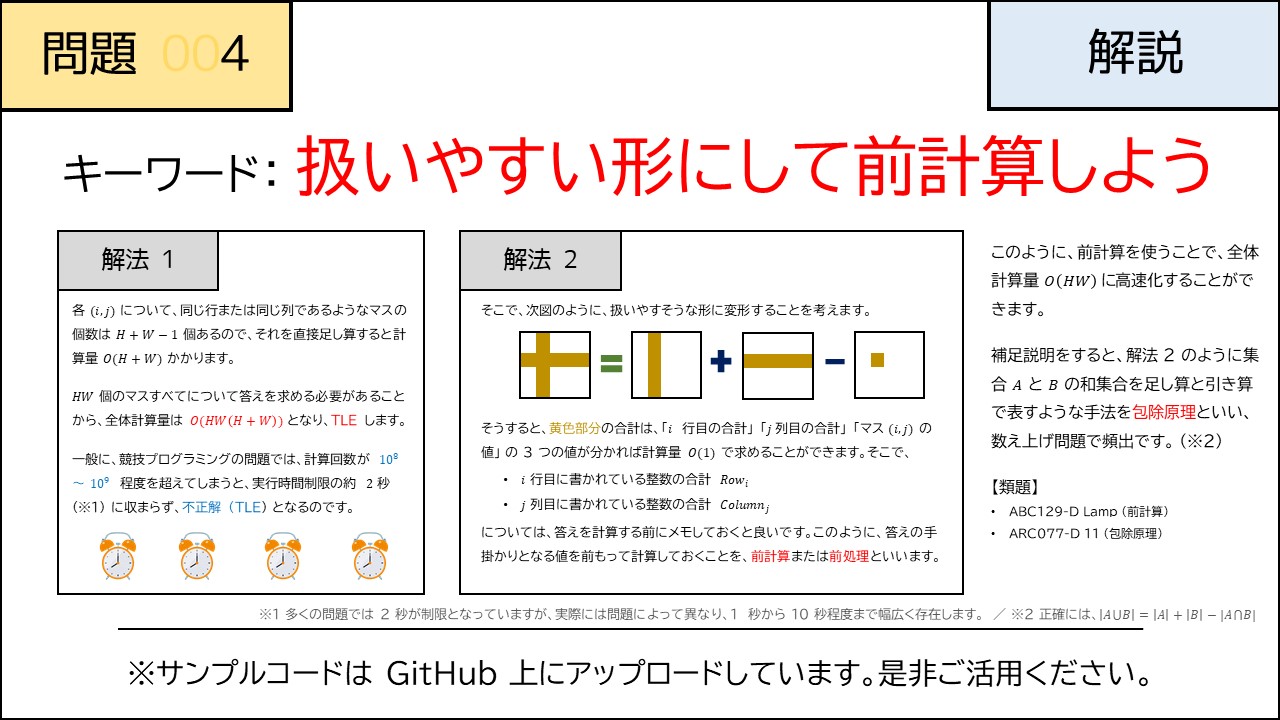 問題 004
解説
キーワード: 扱いやすい形にして前計算しよう
解法 1
各 (i,j) について、同じ行または同じ列であるようなマスの
個数は H + W − 1 個あるので、それを直接足し算すると計
算量 O(H + W) かかります。
HW 個のマスすべてについて答えを求める必要があること
から、全体計算量は O(HW(H + W)) となり、TLE します。
一般に、競技プログラミングの問題では、計算回数が 10⁸
～ 10⁹ 程度を超えてしまうと、実行時間制限の約 2 秒
(※1) に収まらず、不正解 (TLE) となるのです。
解法 2
そこで、次図のように、扱いやすそうな形に変形することを考えます。
= + −
そうすると、黄色部分の合計は、「i 行目の合計」「j 列目の合計」「マス (i,j) の
値」 の 3 つの値が分かれば計算量 O(1) で求めることができます。そこで、
• i 行目に書かれている整数の合計 Rowᵢ
• j 列目に書かれている整数の合計 Columnⱼ
については、答えを計算する前にメモしておくと良いです。このように、答えの手
掛かりとなる値を前もって計算しておくことを、前計算または前処理といいます。
このように、前計算を使うことで、全体
計算量 O(HW) に高速化することがで
きます。
補足説明をすると、解法 2 のように集
合 A と B の和集合を足し算と引き算
で表すような手法を包除原理といい、
数え上げ問題で頻出です。(※2)
【類題】
• ABC129-D Lamp (前計算)
• ARC077-D 11 (包除原理)
※1 多くの問題では 2 秒が制限となっていますが、実際には問題によって異なり、1 秒から 10 秒程度まで幅広く存在します。 ／ ※2 正確には、|A∪B| = |A| + |B| − |A∩B|
※サンプルコードは GitHub 上にアップロードしています。是非ご活用ください。